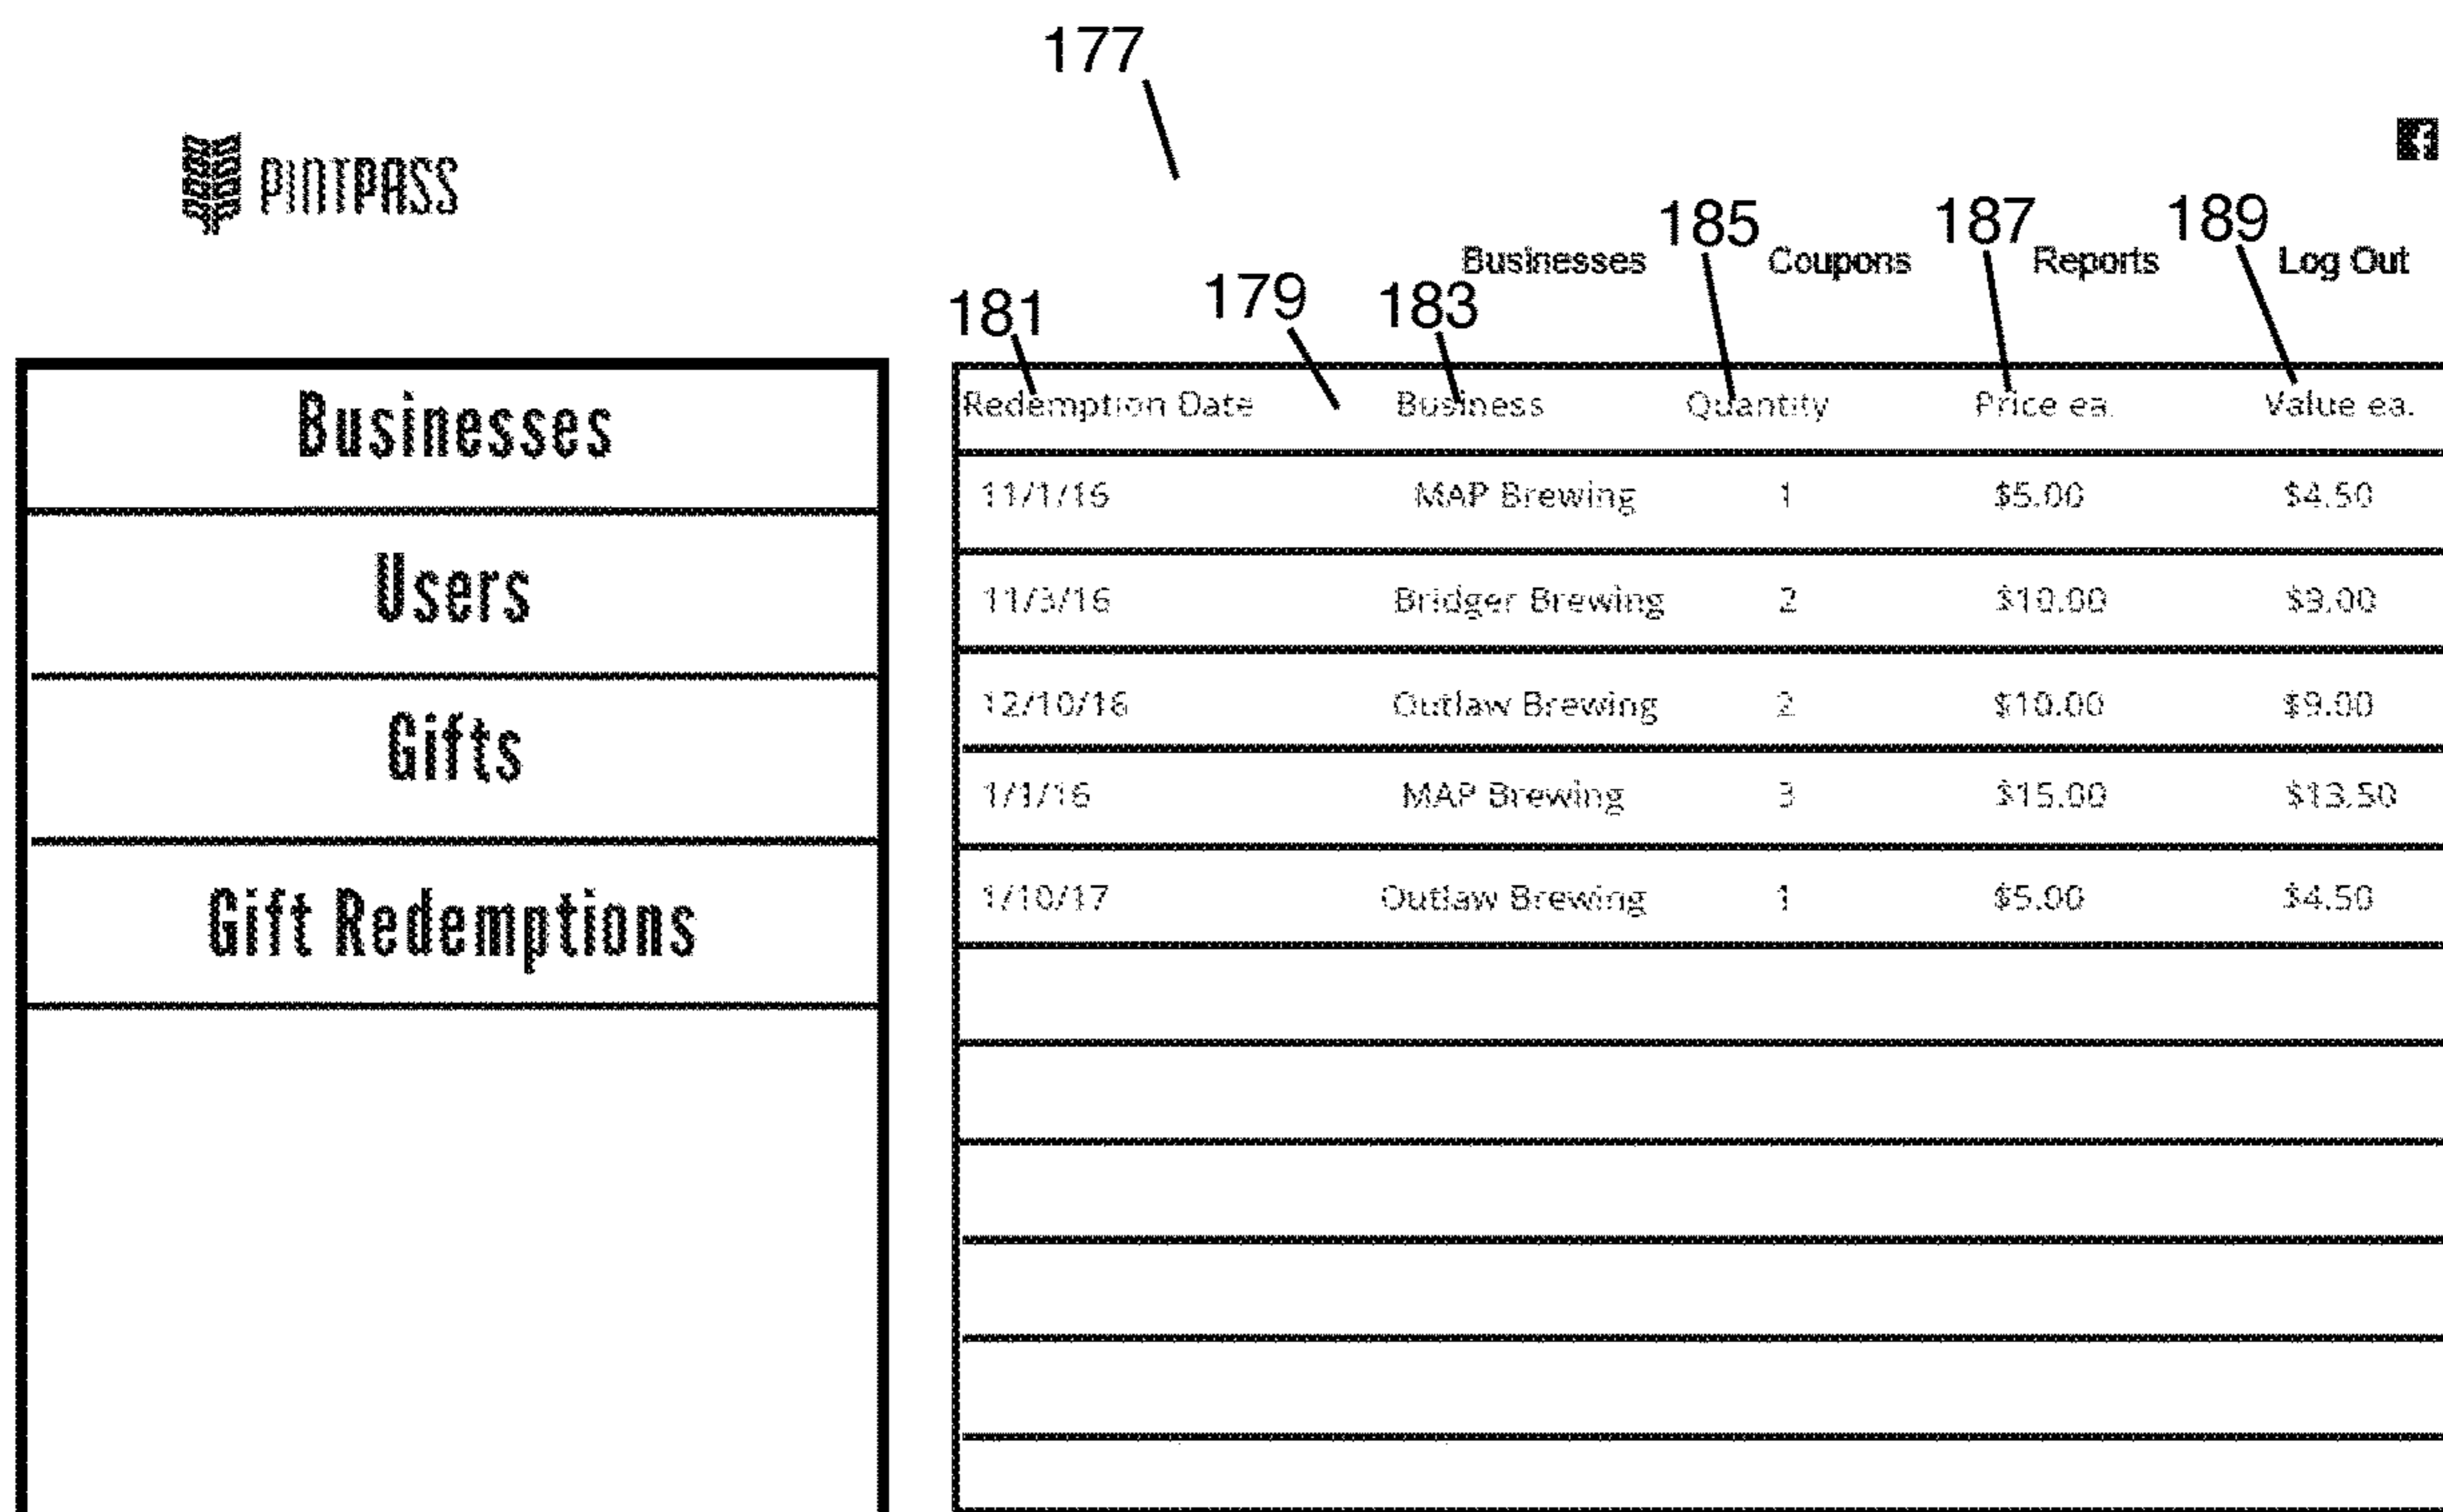 177
PINTPASS
185 187 189
Businesses Coupons Reports Log Out
181 179 183
Businesses
Users
Gifts
Gift Redemptions
Redemption Date Business Quantity Price ea. Value ea.
11/1/16 MAP Brewing 1 $5.00 $4.50
11/3/16 Bridger Brewing 2 $10.00 $9.00
12/10/16 Outlaw Brewing 2 $10.00 $9.00
1/1/16 MAP Brewing 3 $15.00 $13.50
1/10/17 Outlaw Brewing 1 $5.00 $4.50